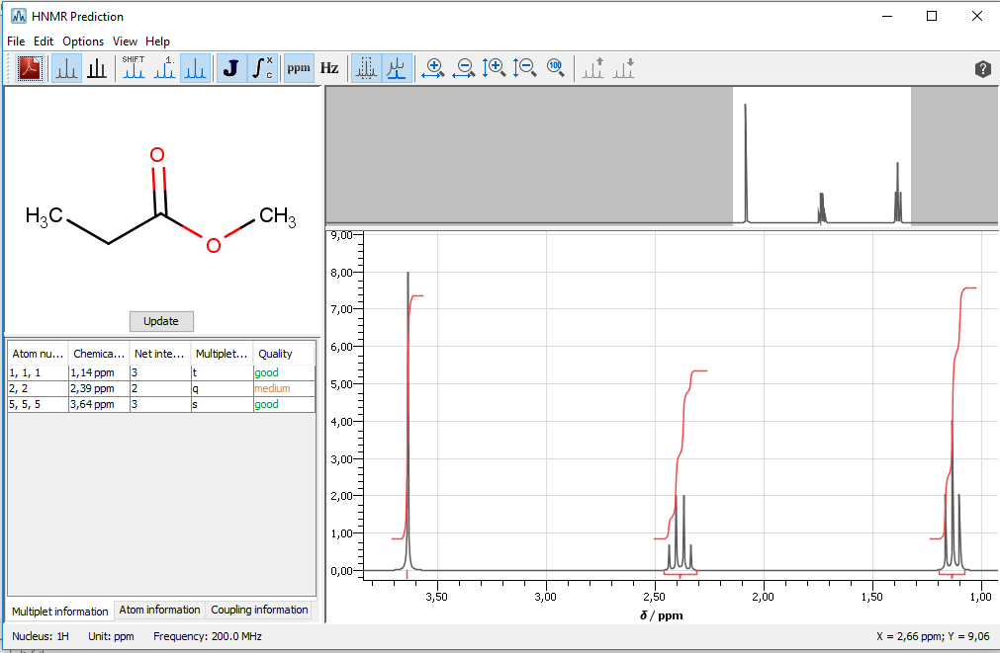 HNMR Prediction
File Edit Options View Help
SHIFT 1. J x c ppm Hz 100 ?
O
H3C O CH3
Update
Atom nu... Chemica... Net inte... Multiplet... Quality
1, 1, 1 1,14 ppm 3 t good
2, 2 2,39 ppm 2 q medium
5, 5, 5 3,64 ppm 3 s good
Multiplet information Atom information Coupling information
9,00
8,00
7,00
6,00
5,00
4,00
3,00
2,00
1,00
0,00
3,50 3,00 2,50 2,00 1,50 1,00
δ / ppm
Nucleus: 1H Unit: ppm Frequency: 200.0 MHz X = 2,66 ppm; Y = 9,06